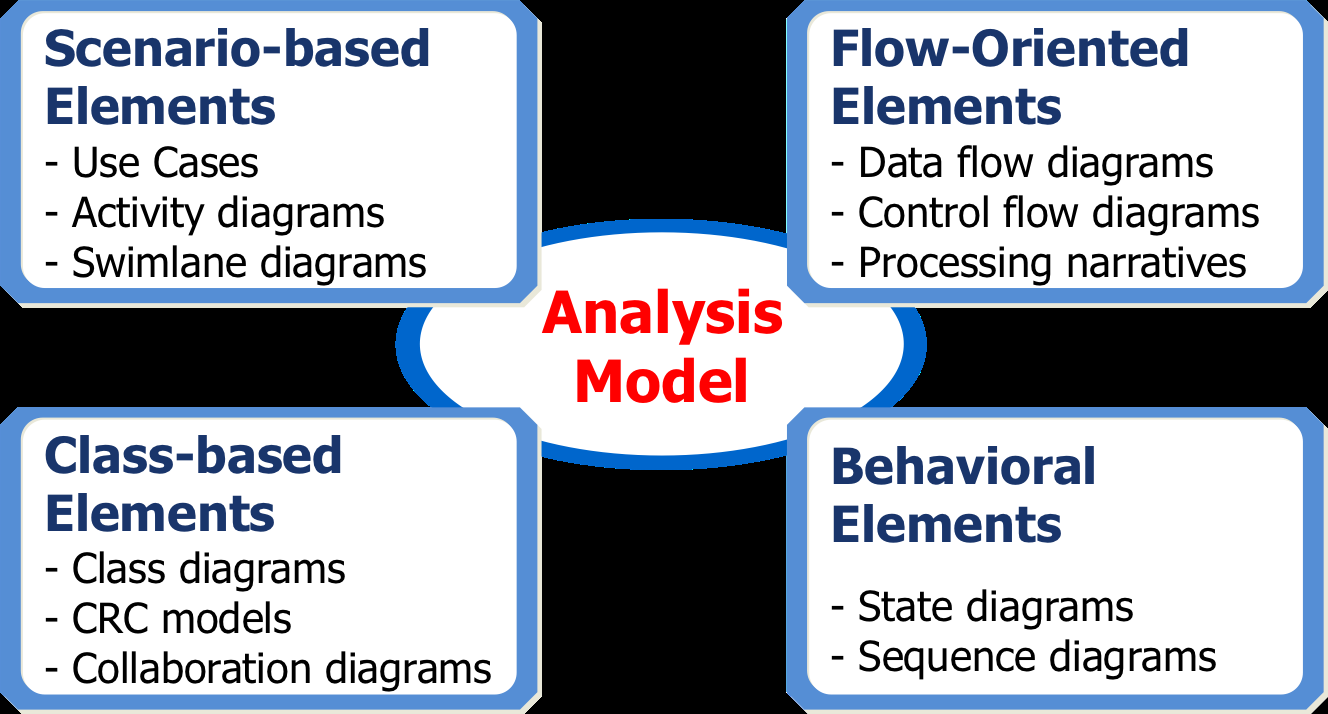 Scenario-based
Elements
- Use Cases
- Activity diagrams
- Swimlane diagrams
Flow-Oriented
Elements
- Data flow diagrams
- Control flow diagrams
- Processing narratives
Analysis
Model
Class-based
Elements
- Class diagrams
- CRC models
- Collaboration diagrams
Behavioral
Elements
- State diagrams
- Sequence diagrams